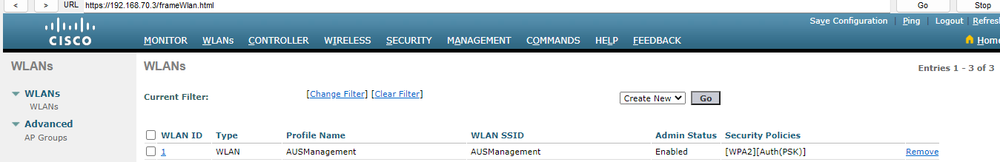 < > URL https://192.168.70.3/frameWlan.html Go Stop
Save Configuration | Ping | Logout | Refresh
CISCO MONITOR WLANs CONTROLLER WIRELESS SECURITY MANAGEMENT COMMANDS HELP FEEDBACK Home
WLANs WLANs Entries 1 - 3 of 3
WLANs Current Filter: [Change Filter] [Clear Filter] Create New Go
WLANs
Advanced
AP Groups
WLAN ID Type Profile Name WLAN SSID Admin Status Security Policies
1 WLAN AUSManagement AUSManagement Enabled [WPA2][Auth(PSK)] Remove